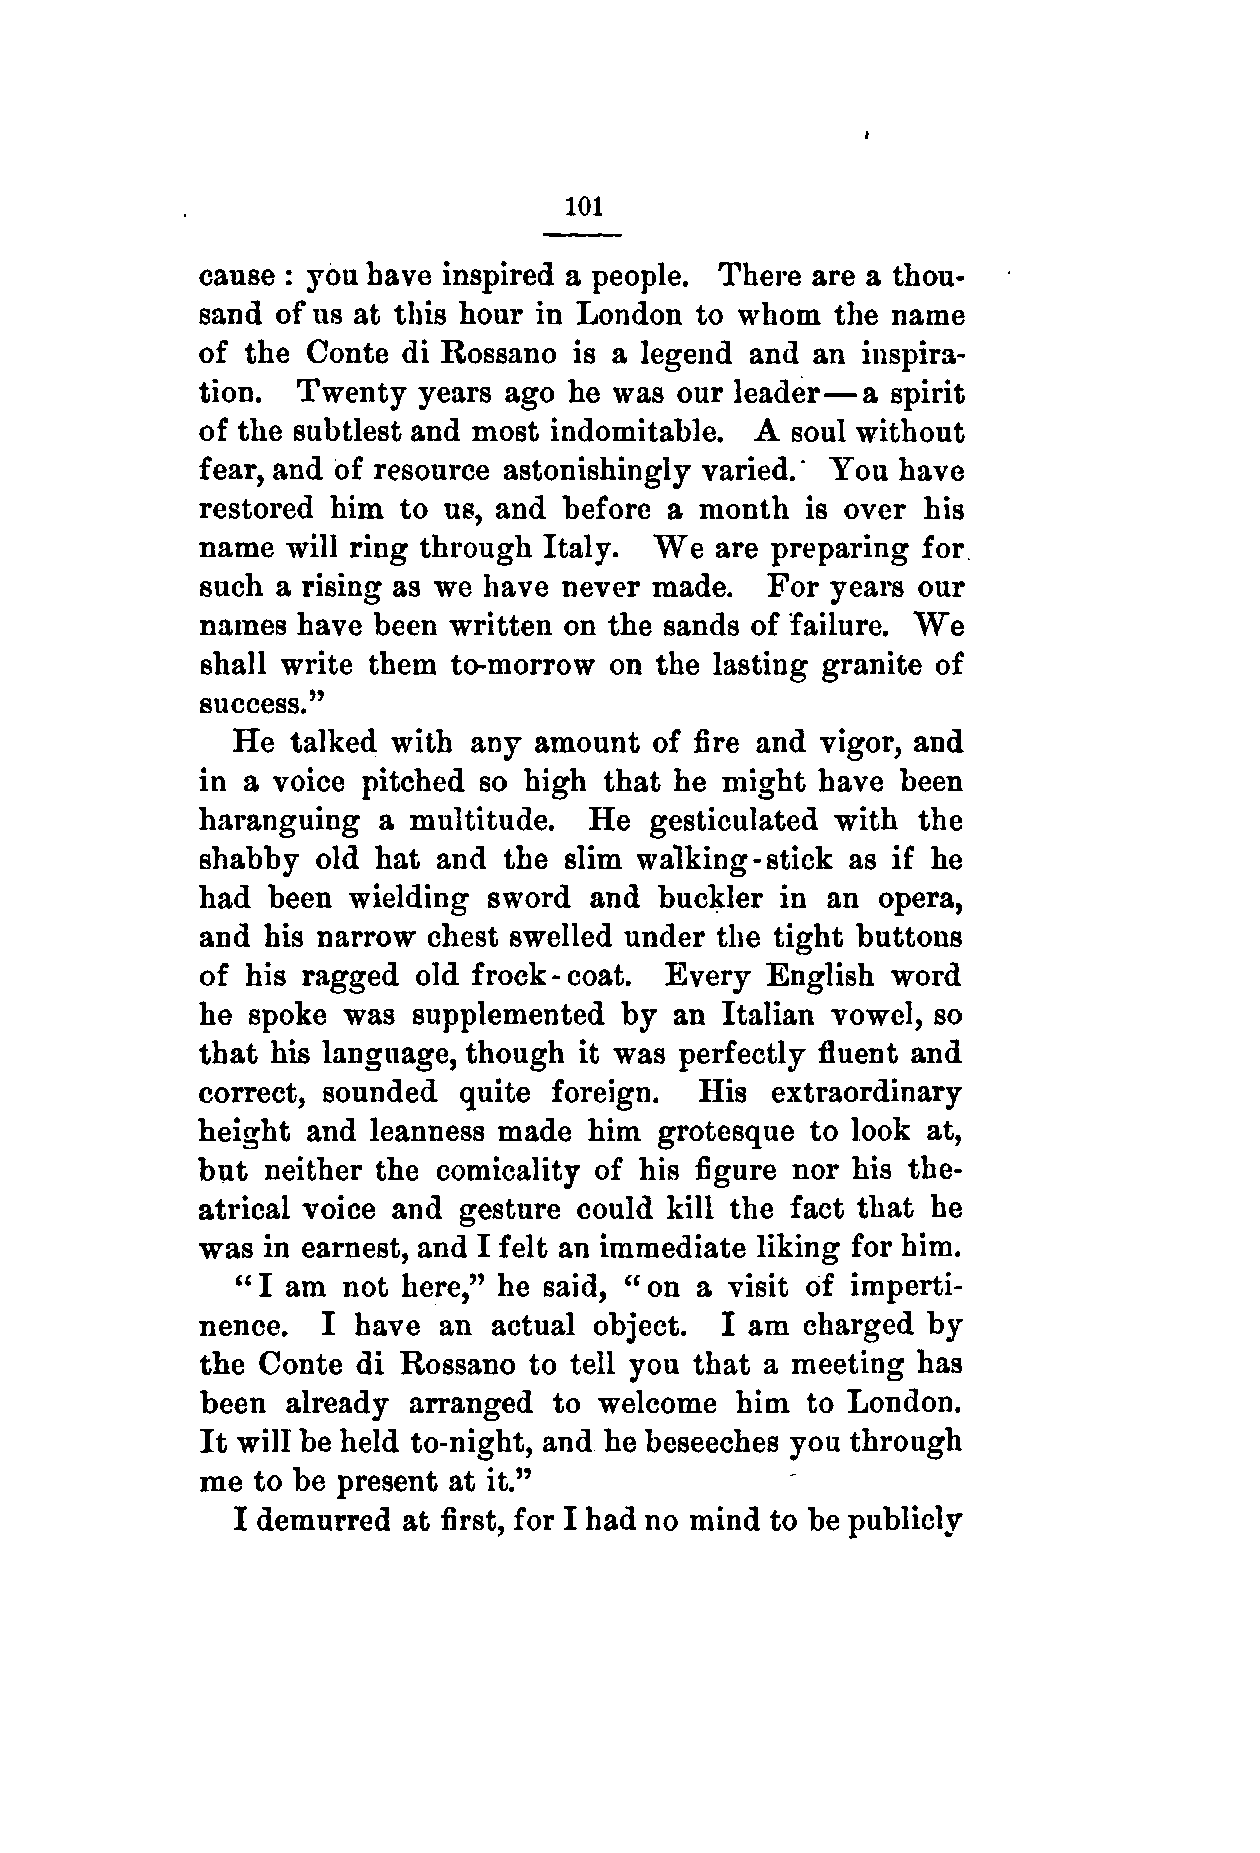 101
cause : you have inspired a people. There are a thou-
sand of us at this hour in London to whom the name
of the Conte di Rossano is a legend and an inspira-
tion. Twenty years ago he was our leader—a spirit
of the subtlest and most indomitable. A soul without
fear, and of resource astonishingly varied. You have
restored him to us, and before a month is over his
name will ring through Italy. We are preparing for
such a rising as we have never made. For years our
names have been written on the sands of failure. We
shall write them to-morrow on the lasting granite of
success.”
He talked with any amount of fire and vigor, and
in a voice pitched so high that he might have been
haranguing a multitude. He gesticulated with the
shabby old hat and the slim walking-stick as if he
had been wielding sword and buckler in an opera,
and his narrow chest swelled under the tight buttons
of his ragged old frock-coat. Every English word
he spoke was supplemented by an Italian vowel, so
that his language, though it was perfectly fluent and
correct, sounded quite foreign. His extraordinary
height and leanness made him grotesque to look at,
but neither the comicality of his figure nor his the-
atrical voice and gesture could kill the fact that he
was in earnest, and I felt an immediate liking for him.
“I am not here,” he said, “on a visit of imperti-
nence. I have an actual object. I am charged by
the Conte di Rossano to tell you that a meeting has
been already arranged to welcome him to London.
It will be held to-night, and he beseeches you through
me to be present at it.”
I demurred at first, for I had no mind to be publicly